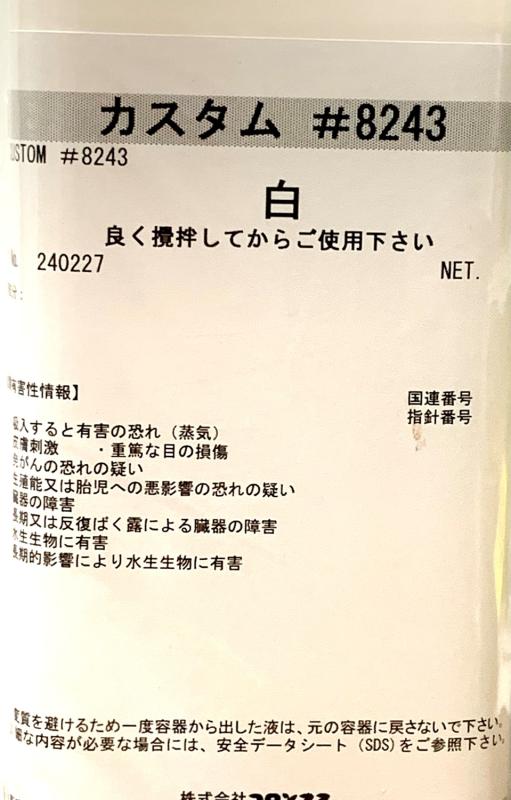 カスタム #8243
CUSTOM #8243
白
良く攪拌してからご使用下さい
No. 240227 NET.
有害性情報】
国連番号
指針番号
吸入すると有害の恐れ（蒸気）
皮膚刺激 ・重篤な目の損傷
発がんの恐れの疑い
生殖能又は胎児への悪影響の恐れの疑い
臓器の障害
長期又は反復ばく露による臓器の障害
水生生物に有害
長期的影響により水生生物に有害
変質を避けるため一度容器から出した液は、元の容器に戻さないで下さい。
細な内容が必要な場合には、安全データシート（SDS)をご参照下さい。
株式会社